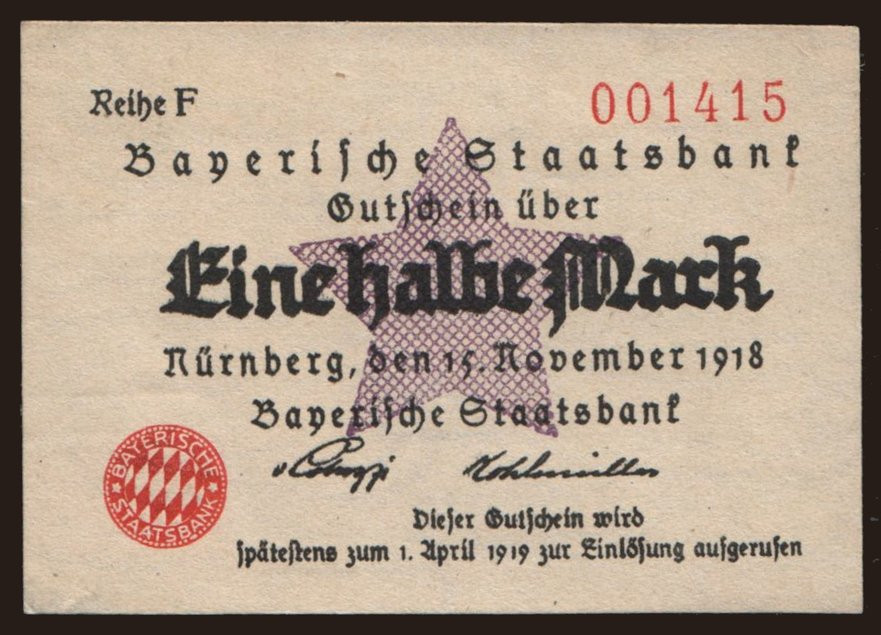 Reihe F
001415
Bayerische Staatsbank
Gutschein über
Eine halbe Mark
Nürnberg, den 15. November 1918
Bayerische Staatsbank
BAYERISCHE
STAATSBANK
Dieser Gutschein wird
spätestens zum 1. April 1919 zur Einlösung aufgerufen